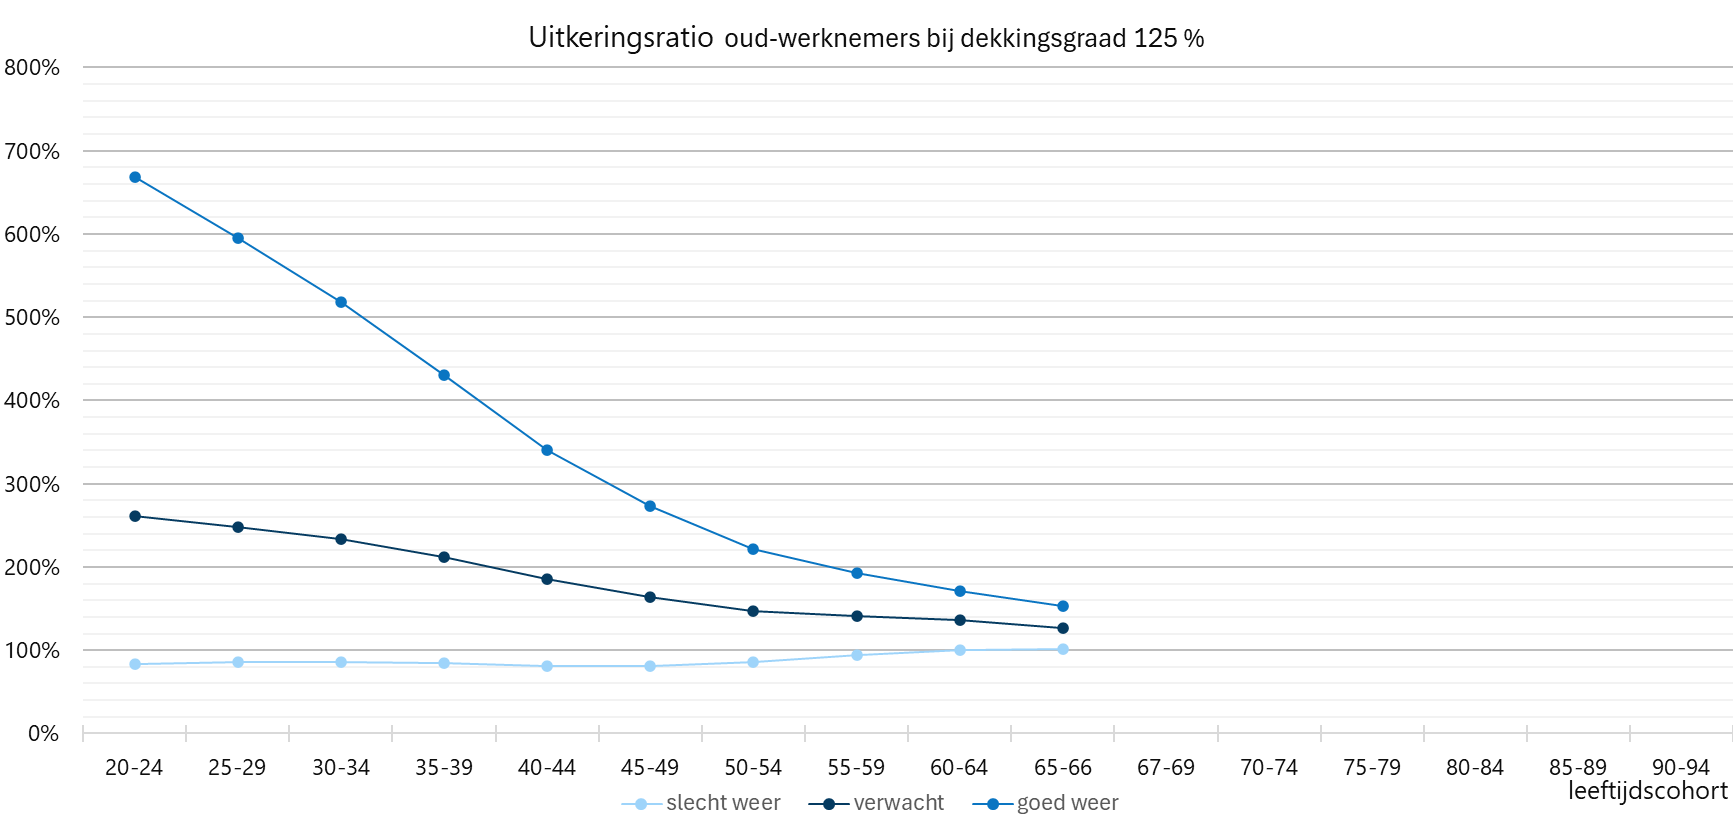 Uitkeringsratio oud-werknemers bij dekkingsgraad 125 %
800%
700%
600%
500%
400%
300%
200%
100%
0%
20-24 25-29 30-34 35-39 40-44 45-49 50-54 55-59 60-64 65-66 67-69 70-74 75-79 80-84 85-89 90-94
leeftijdscohort
slecht weer verwacht goed weer